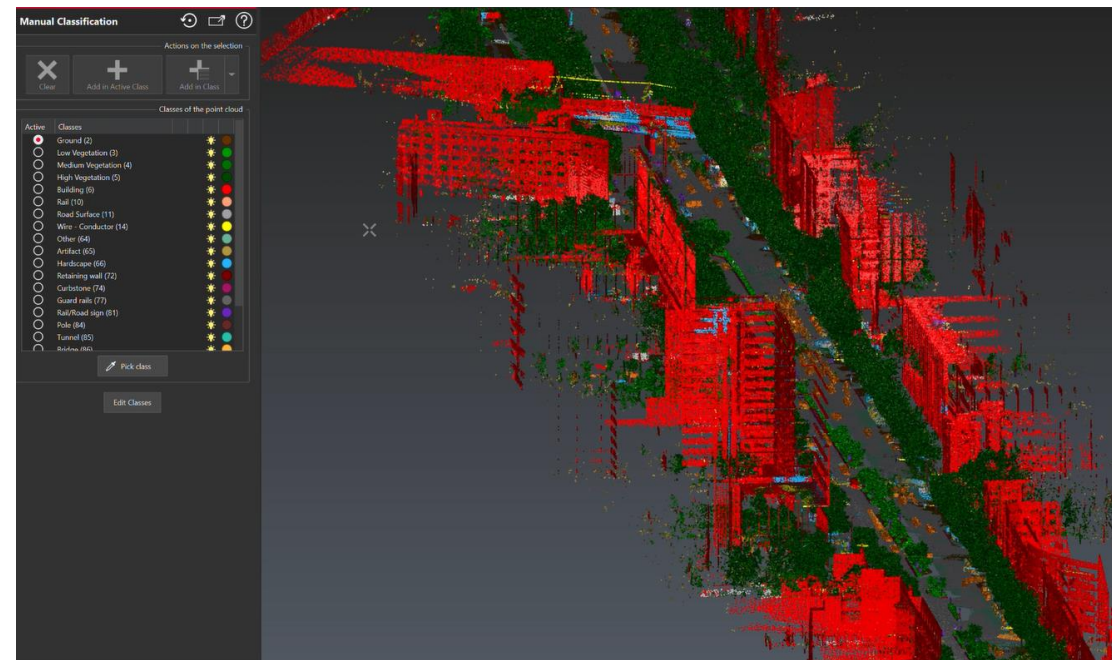 Manual Classification
Actions on the selection
Clear
Add in Active Class
Add in Class
Classes of the point cloud
Active Classes
Ground (2)
Low Vegetation (3)
Medium Vegetation (4)
High Vegetation (5)
Building (6)
Rail (10)
Road Surface (11)
Wire - Conductor (14)
Other (64)
Artifact (65)
Hardscape (66)
Retaining wall (72)
Curbstone (74)
Guard rails (77)
Rail/Road sign (81)
Pole (84)
Tunnel (85)
Bridge (86)
Pick class
Edit Classes